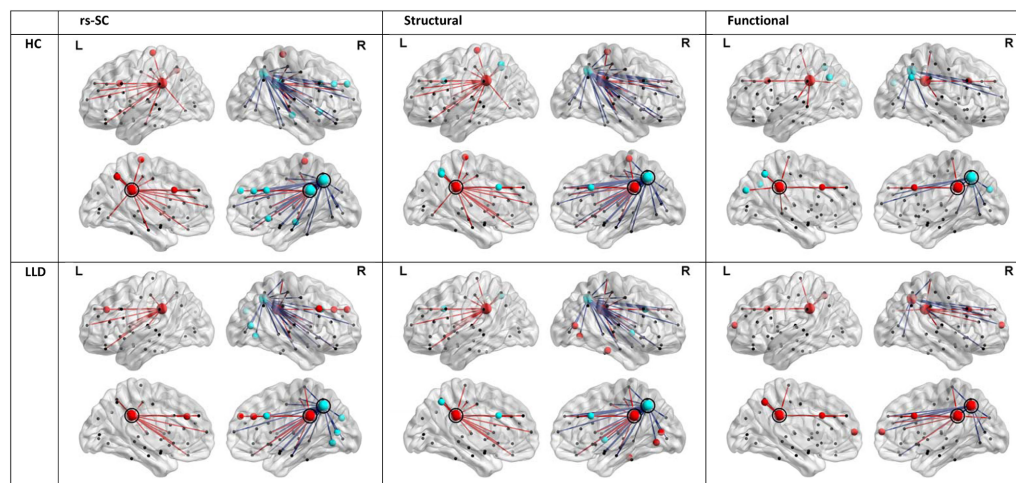 rs-SC Structural Functional
HC L R L R L R
LLD L R L R L R